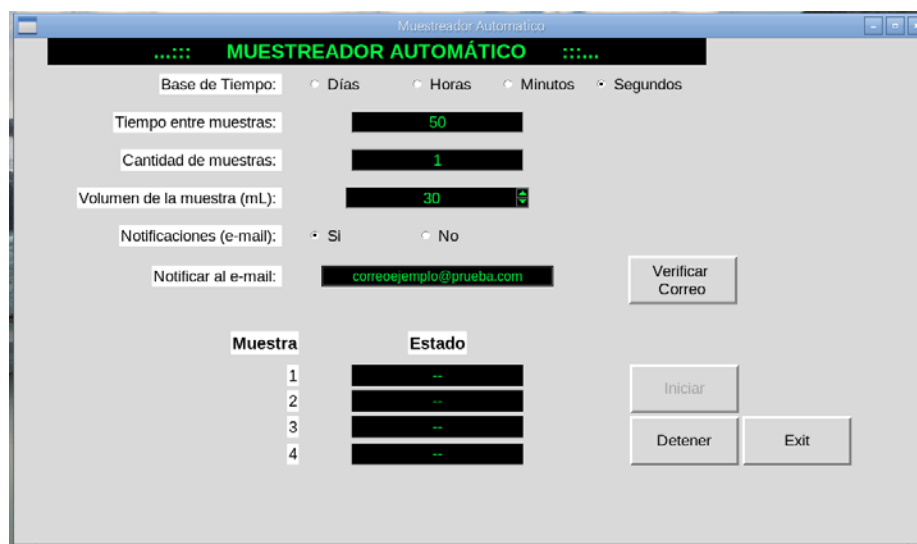 Muestreador Automatico
...::: MUESTREADOR AUTOMÁTICO :::...
Base de Tiempo: Días Horas Minutos Segundos
Tiempo entre muestras: 50
Cantidad de muestras: 1
Volumen de la muestra (mL): 30
Notificaciones (e-mail): Si No
Notificar al e-mail: correoejemplo@prueba.com
Verificar
Correo
Muestra Estado
1 --
2 --
3 --
4 --
Iniciar
Detener Exit